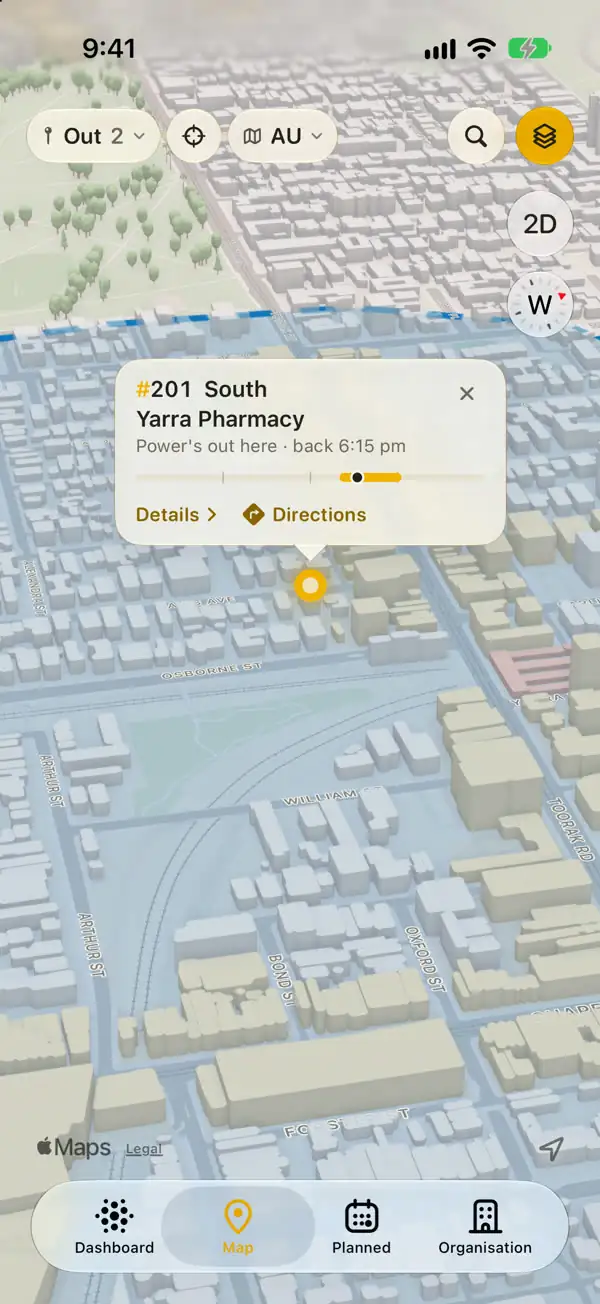 9:41
Out 2
AU
2D
W
#201 South
Yarra Pharmacy
Power's out here · back 6:15 pm
Details
Directions
OSBORNE ST
ARTHUR ST
WILLIAM
TOORAK RD
ARTHUR ST
BOND ST
OXFORD ST
Maps Legal
Dashboard
Map
Planned
Organisation